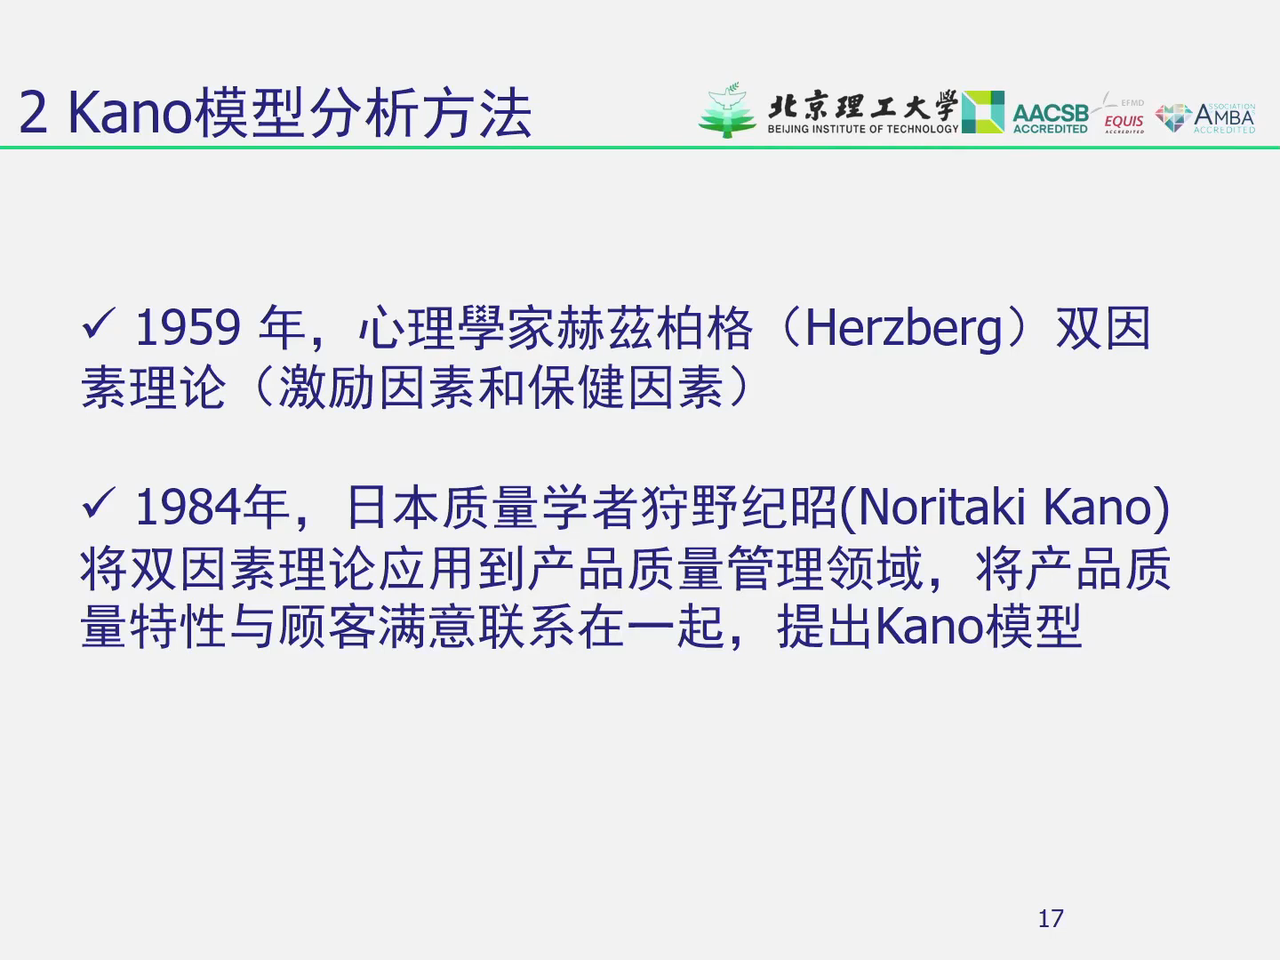 2 Kano模型分析方法
北京理工大學
BEIJING INSTITUTE OF TECHNOLOGY
AACSB
ACCREDITED
EFMD
EQUIS
ACCREDITED
ASSOCIATION
AMBA
ACCREDITED
✓ 1959 年，心理學家赫茲柏格（Herzberg）双因
素理论（激励因素和保健因素）
✓ 1984年，日本质量学者狩野纪昭(Noritaki Kano)
将双因素理论应用到产品质量管理领域，将产品质
量特性与顾客满意联系在一起，提出Kano模型
17